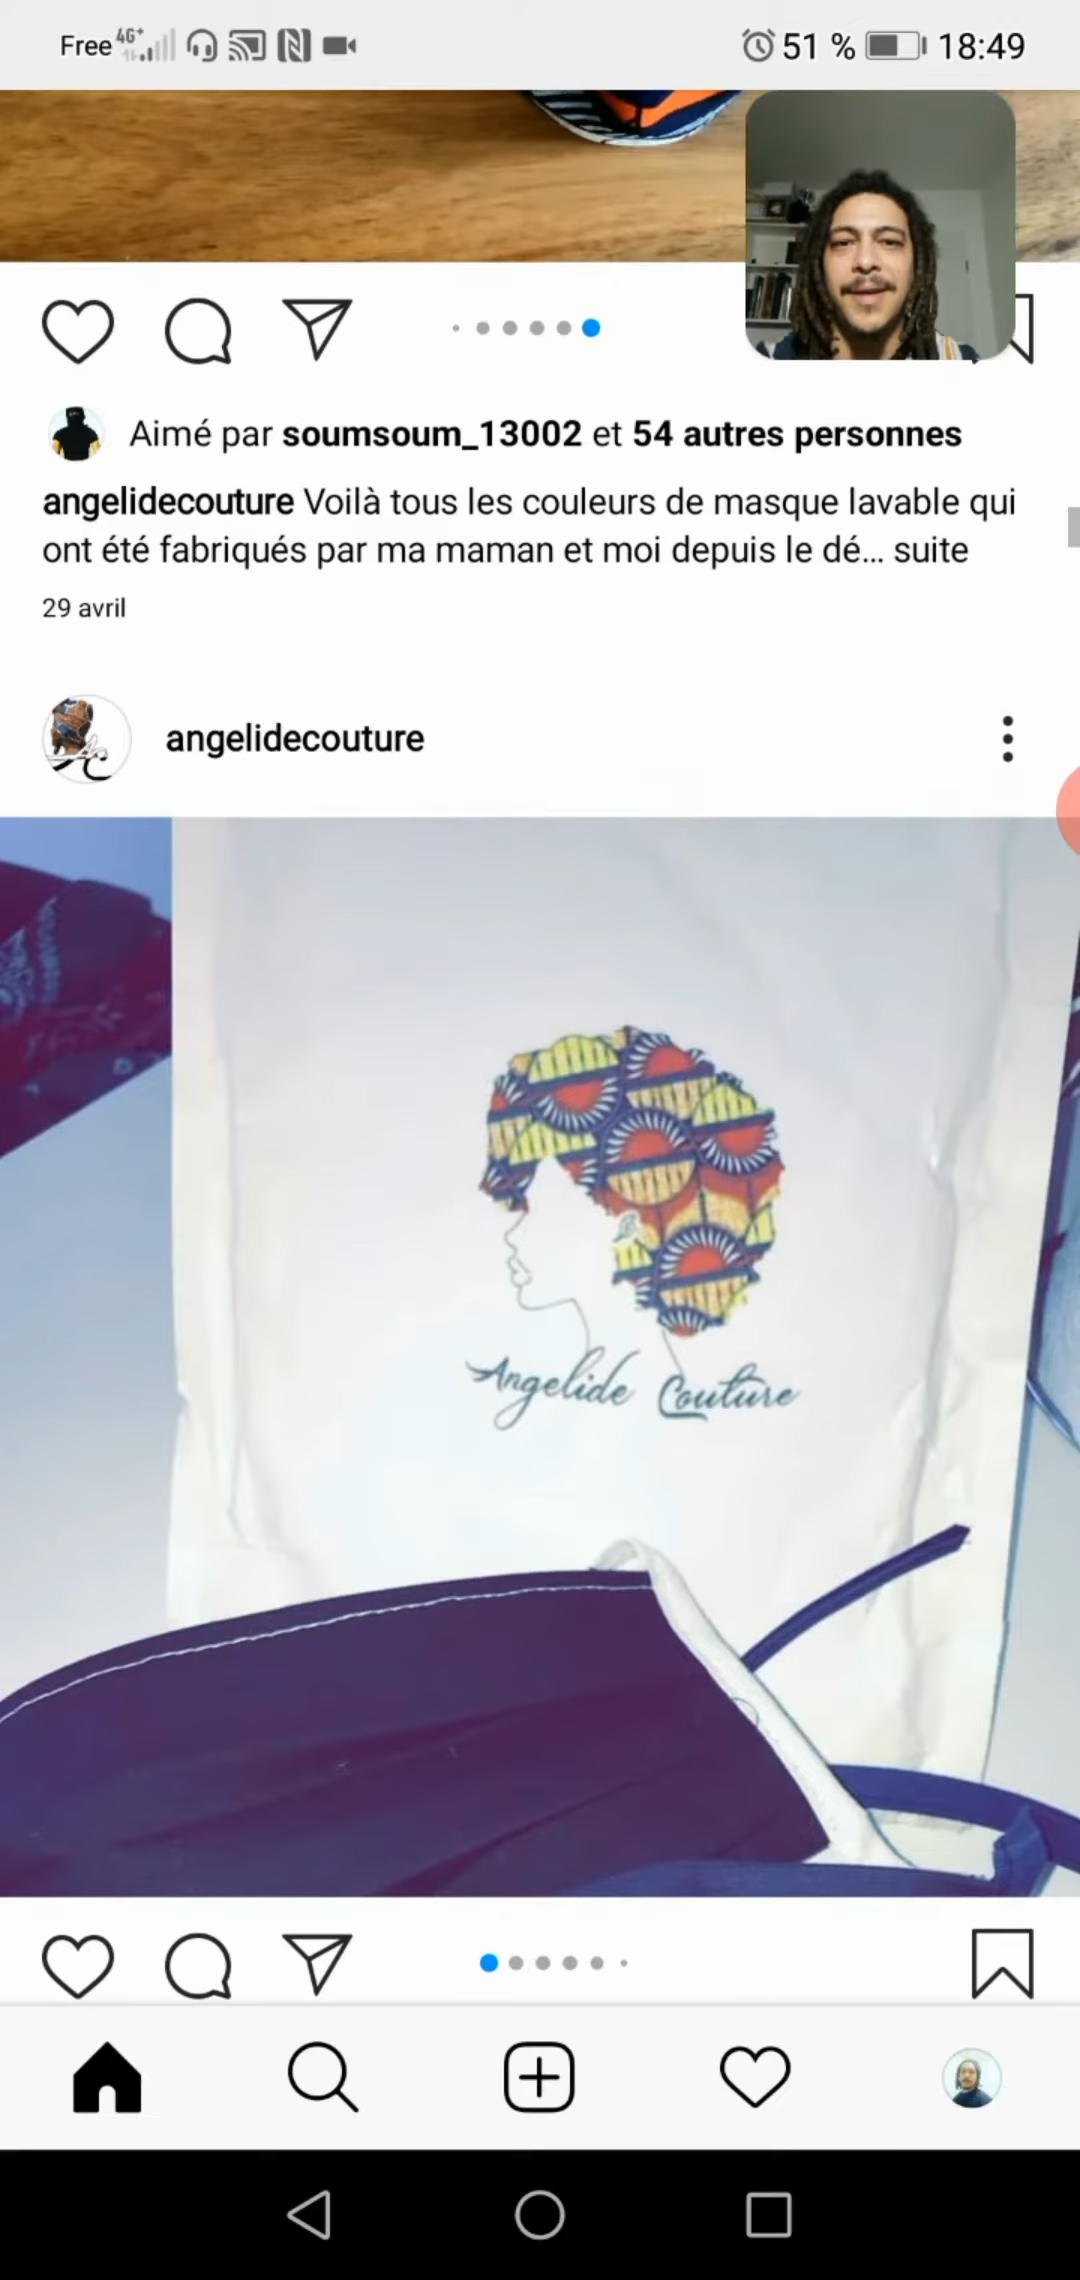 Free 4G+ 51 % 18:49
Aimé par soumsoum_13002 et 54 autres personnes
angelidecouture Voilà tous les couleurs de masque lavable qui
ont été fabriqués par ma maman et moi depuis le dé... suite
29 avril
angelidecouture
Angelide Couture